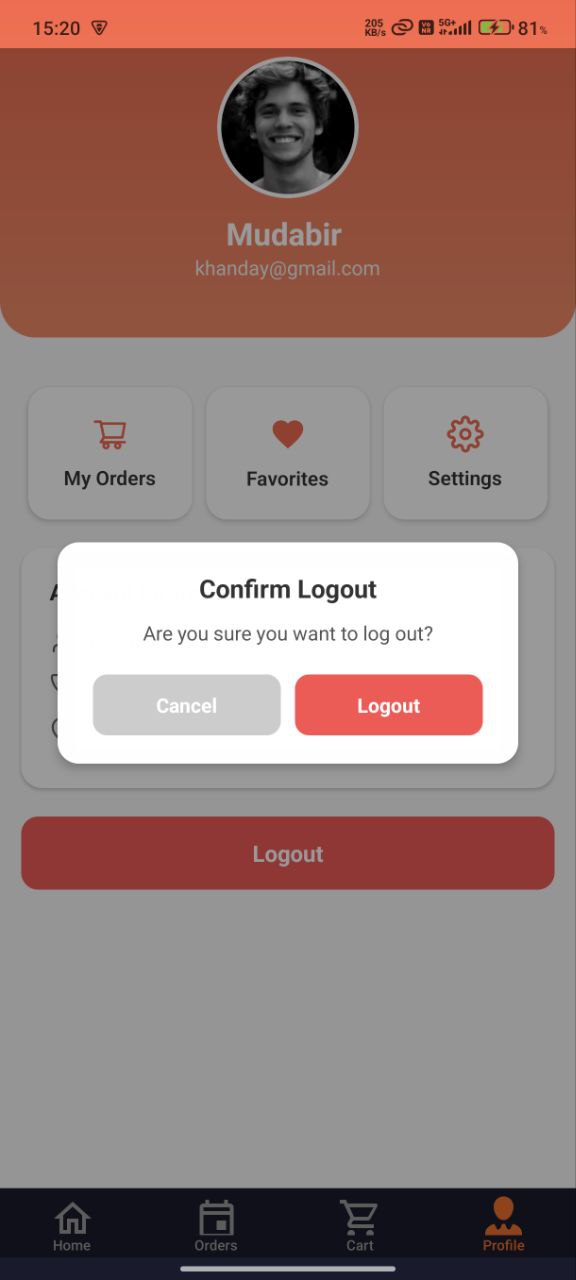 15:20
205 KB/s
5G+
81%
Mudabir
khanday@gmail.com
My Orders
Favorites
Settings
Confirm Logout
Are you sure you want to log out?
Cancel
Logout
Logout
Home
Orders
Cart
Profile